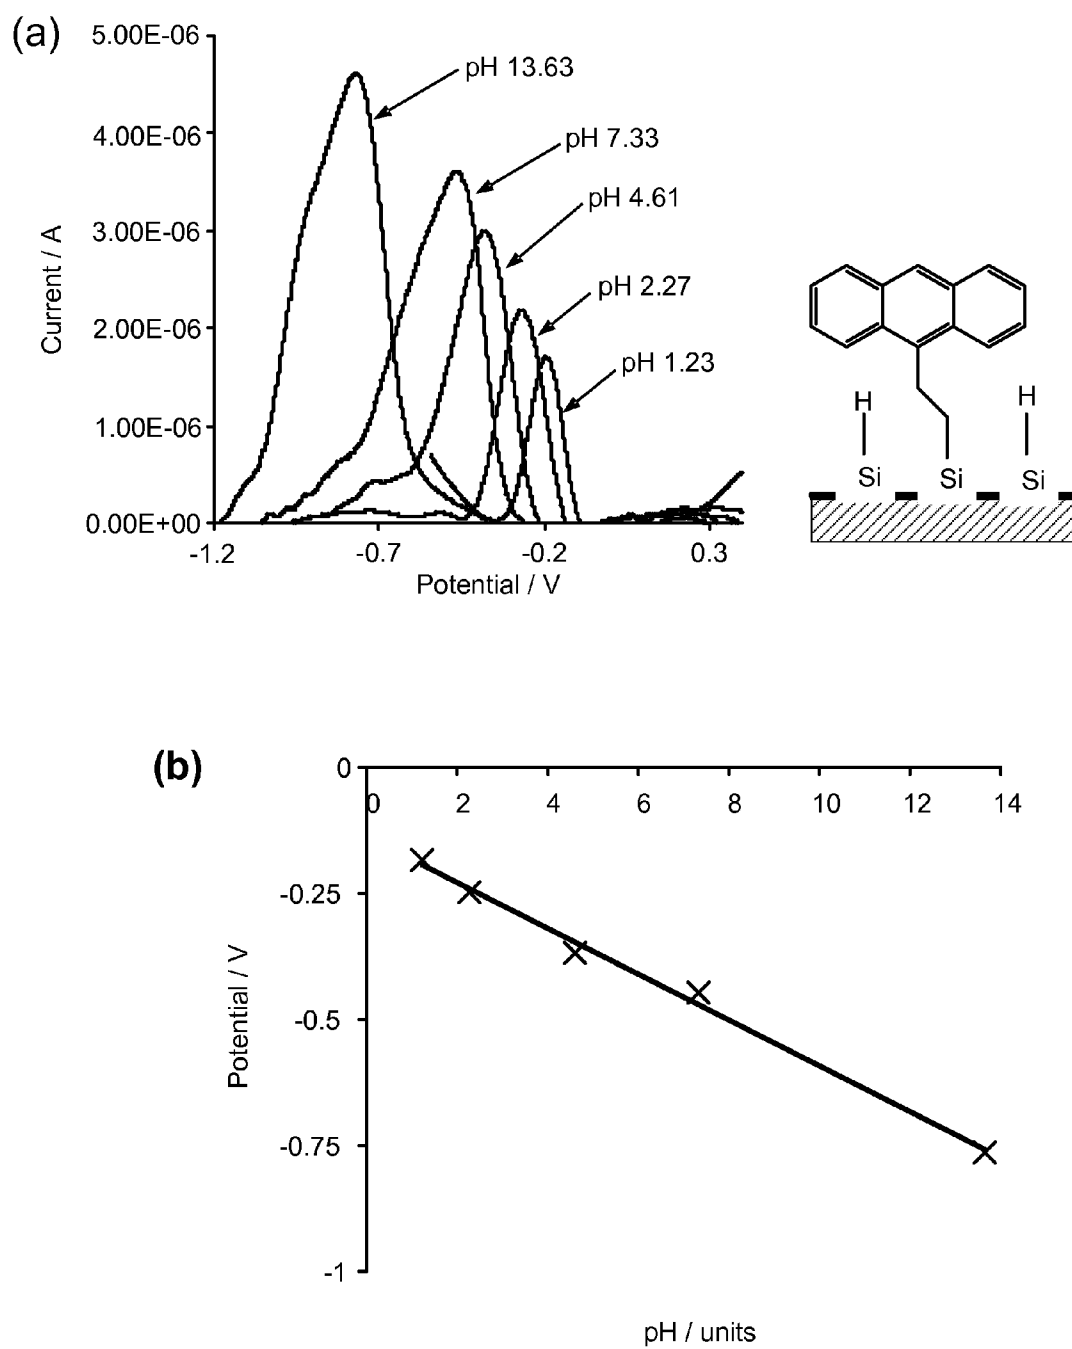 (a)
5.00E-06
4.00E-06
3.00E-06
2.00E-06
1.00E-06
0.00E+00
Current / A
-1.2
-0.7
-0.2
0.3
Potential / V
pH 13.63
pH 7.33
pH 4.61
pH 2.27
pH 1.23
H
H
Si
Si
Si
(b)
0
-0.25
-0.5
-0.75
-1
Potential / V
0 2 4 6 8 10 12 14
pH / units